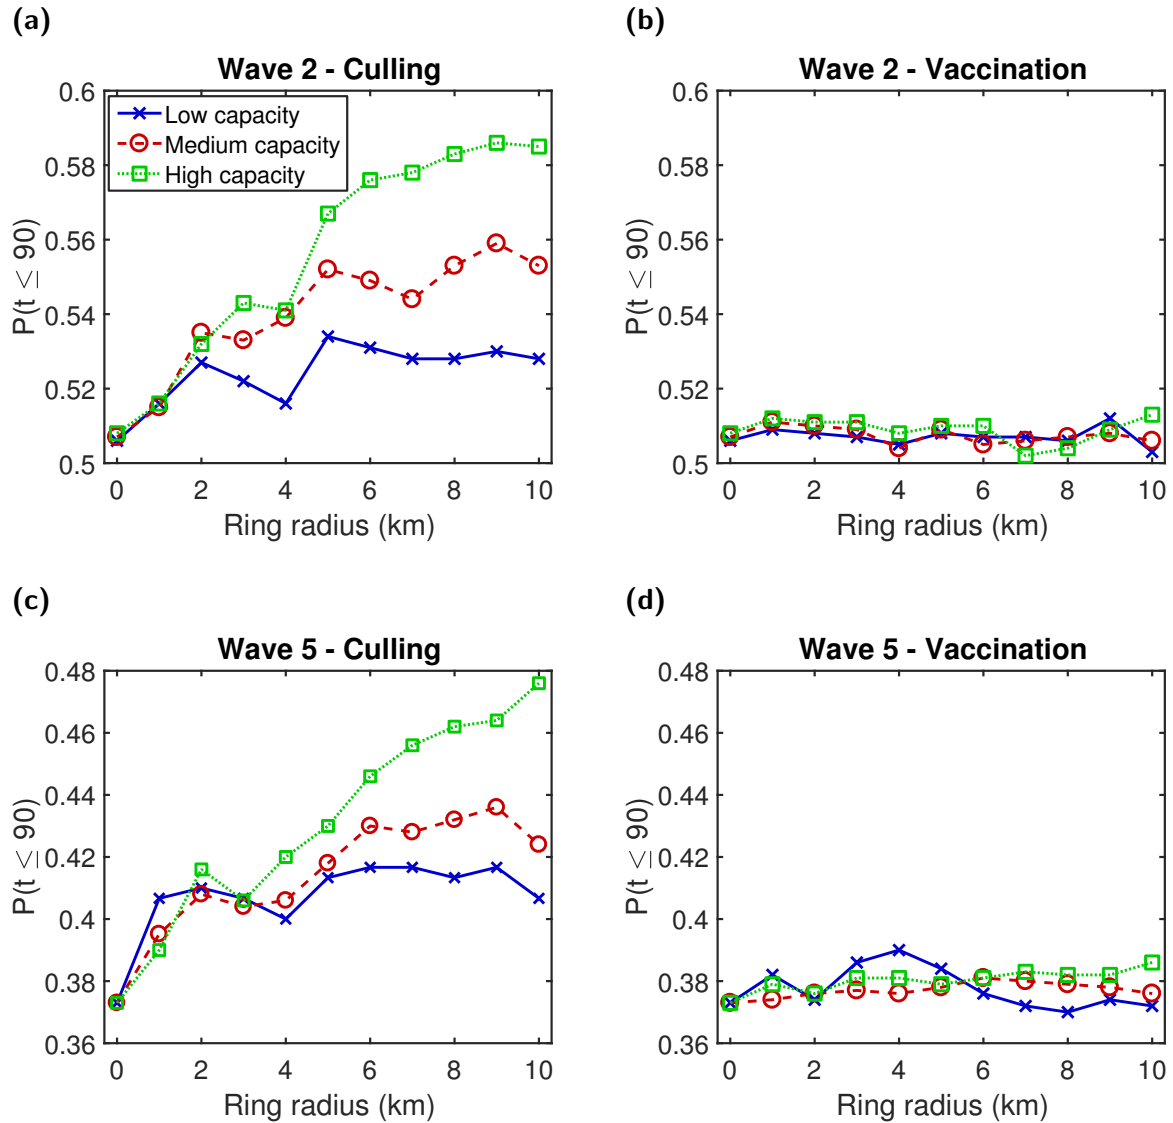 (a)
Wave 2 - Culling
0.6
0.58
0.56
0.54
0.52
0.5
P(t ≤ 90)
Low capacity
Medium capacity
High capacity
0 2 4 6 8 10
Ring radius (km)
(b)
Wave 2 - Vaccination
0.6
0.58
0.56
0.54
0.52
0.5
P(t ≤ 90)
0 2 4 6 8 10
Ring radius (km)
(c)
Wave 5 - Culling
0.48
0.46
0.44
0.42
0.4
0.38
0.36
P(t ≤ 90)
0 2 4 6 8 10
Ring radius (km)
(d)
Wave 5 - Vaccination
0.48
0.46
0.44
0.42
0.4
0.38
0.36
P(t ≤ 90)
0 2 4 6 8 10
Ring radius (km)